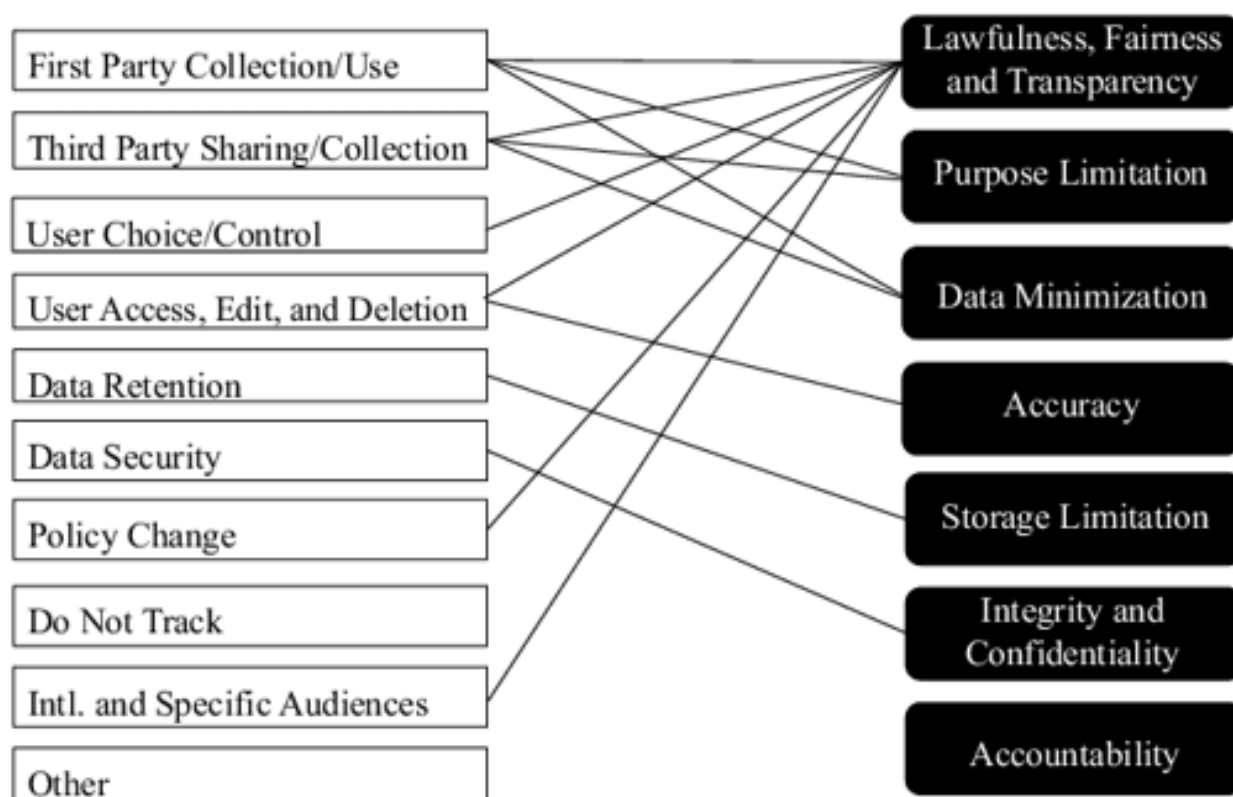 First Party Collection/Use
Third Party Sharing/Collection
User Choice/Control
User Access, Edit, and Deletion
Data Retention
Data Security
Policy Change
Do Not Track
Intl. and Specific Audiences
Other
Lawfulness, Fairness
and Transparency
Purpose Limitation
Data Minimization
Accuracy
Storage Limitation
Integrity and
Confidentiality
Accountability